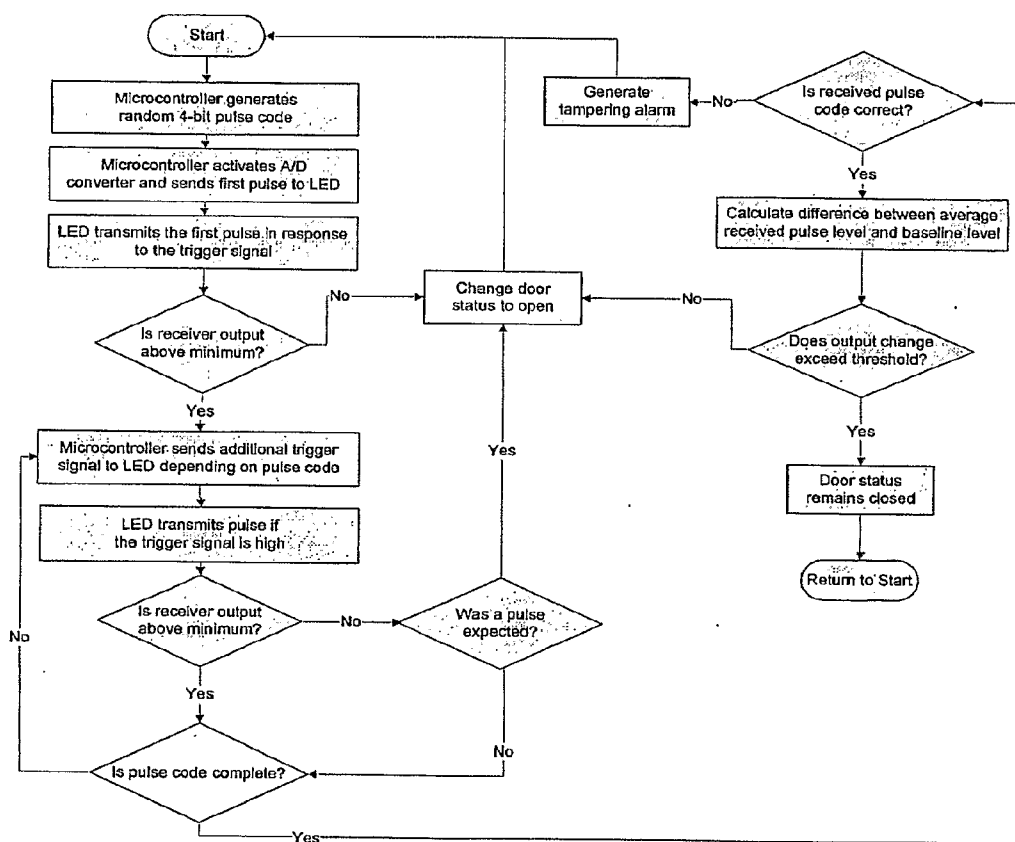 Start
Microcontroller generates
random 4-bit pulse code
Microcontroller activates A/D
converter and sends first pulse to LED
LED transmits the first pulse in response
to the trigger signal
Is receiver output
above minimum?
No
Yes
Microcontroller sends additional trigger
signal to LED depending on pulse code
LED transmits pulse if
the trigger signal is high
Is receiver output
above minimum?
No
Yes
Is pulse code complete?
No
Yes
Was a pulse
expected?
Yes
No
Change door
status to open
Generate
tampering alarm
No
Is received pulse
code correct?
Yes
Calculate difference between average
received pulse level and baseline level
Does output change
exceed threshold?
No
Yes
Door status
remains closed
Return to Start